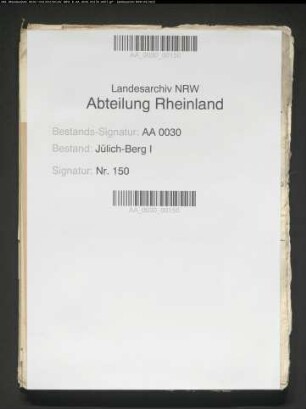 AA_0030_00150
Landesarchiv NRW
Abteilung Rheinland
Bestands-Signatur: AA 0030
Bestand: Jülich-Berg I
Signatur: Nr. 150
AA_0030_00150